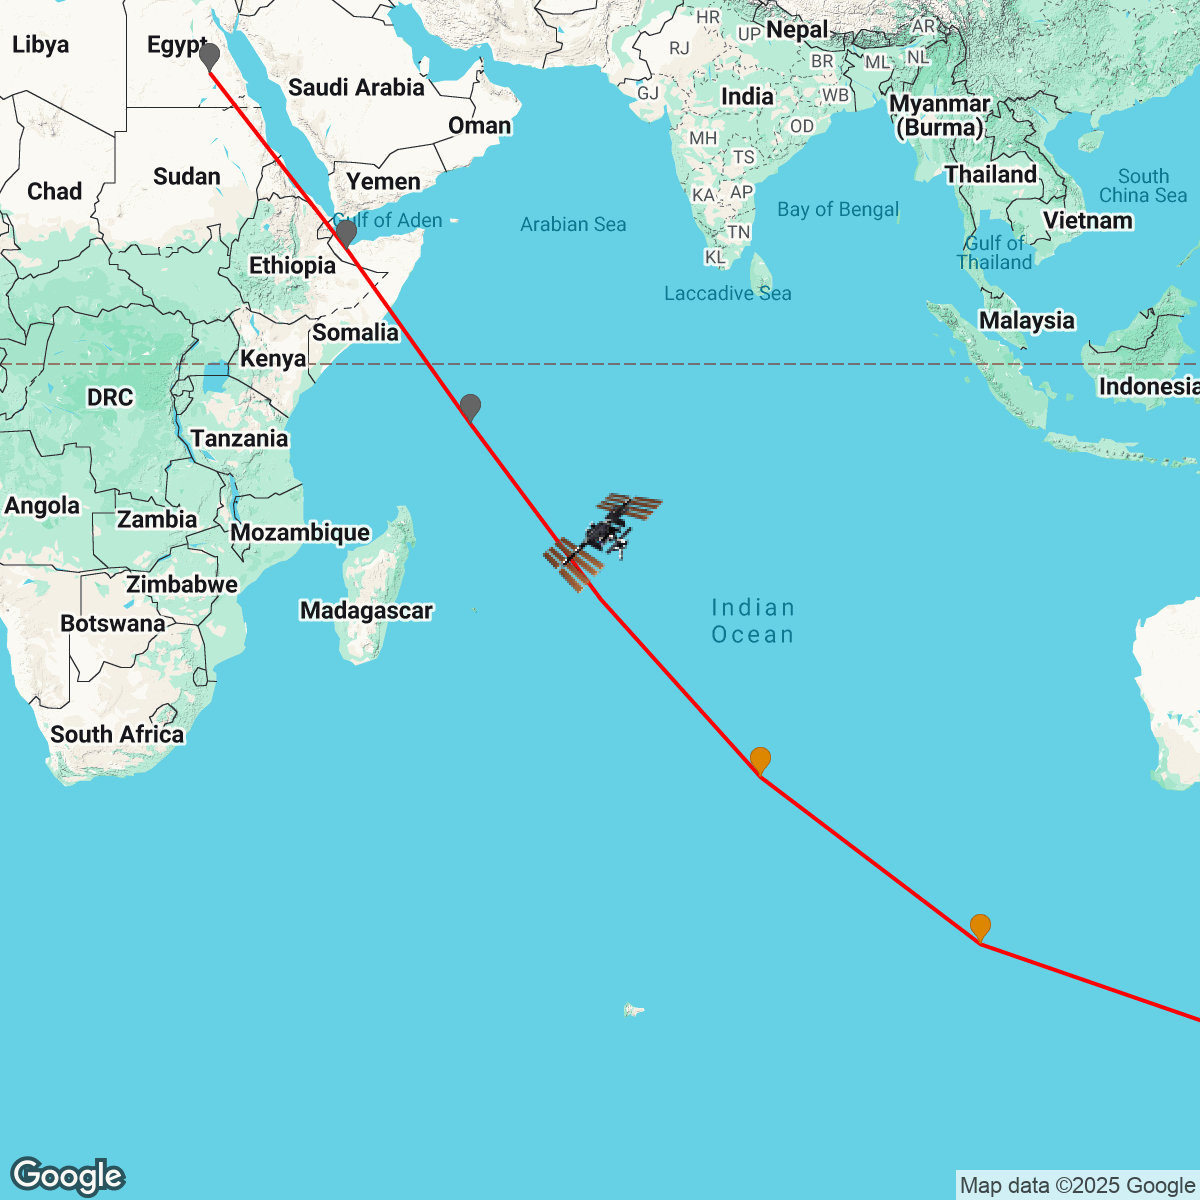 HR
Nepal
AR
Libya
Egypt
UP
RJ
NL
BR
ML
Saudi Arabia
GJ
India
WB
Myanmar
(Burma)
Oman
OD
MH
TS
Sudan
Thailand
South
China Sea
Yemen
Chad
KA
AP
Bay of Bengal
Vietnam
Gulf of Aden
Arabian Sea
TN
Gulf of
Thailand
KL
Ethiopia
Laccadive Sea
Malaysia
Somalia
Kenya
Indonesia
DRC
Tanzania
Angola
Zambia
Mozambique
Zimbabwe
Madagascar
Indian
Ocean
Botswana
South Africa
Google
Map data ©2025 Google